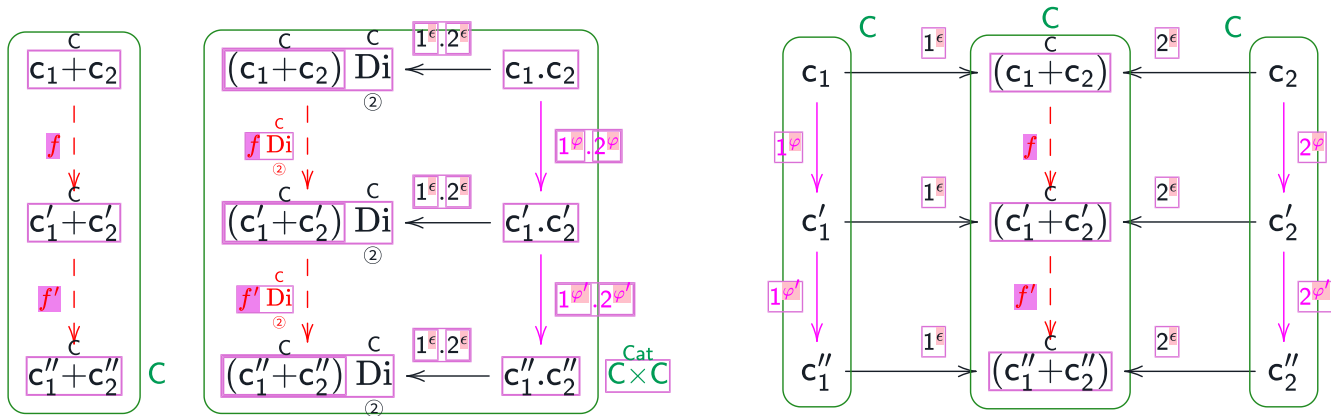 C C C 1^ϵ.2^ϵ C C
c₁+c₂ (c₁+c₂) Di c₁.c₂ c₁ 1^ϵ (c₁+c₂) 2^ϵ c₂
②
f f Di 1^φ.2^φ 1^φ f 2^φ
C
②
C C C 1^ϵ.2^ϵ 1^ϵ C 2^ϵ
c′₁+c′₂ (c′₁+c′₂) Di c′₁.c′₂ c′₁ (c′₁+c′₂) c′₂
②
C
f′ f′ Di 1^φ′.2^φ′ 1^φ′ f′ 2^φ′
②
C C C 1^ϵ.2^ϵ 1^ϵ C 2^ϵ
Cat
c″₁+c″₂ C (c″₁+c″₂) Di c″₁.c″₂ C×C c″₁ (c″₁+c″₂) c″₂
②